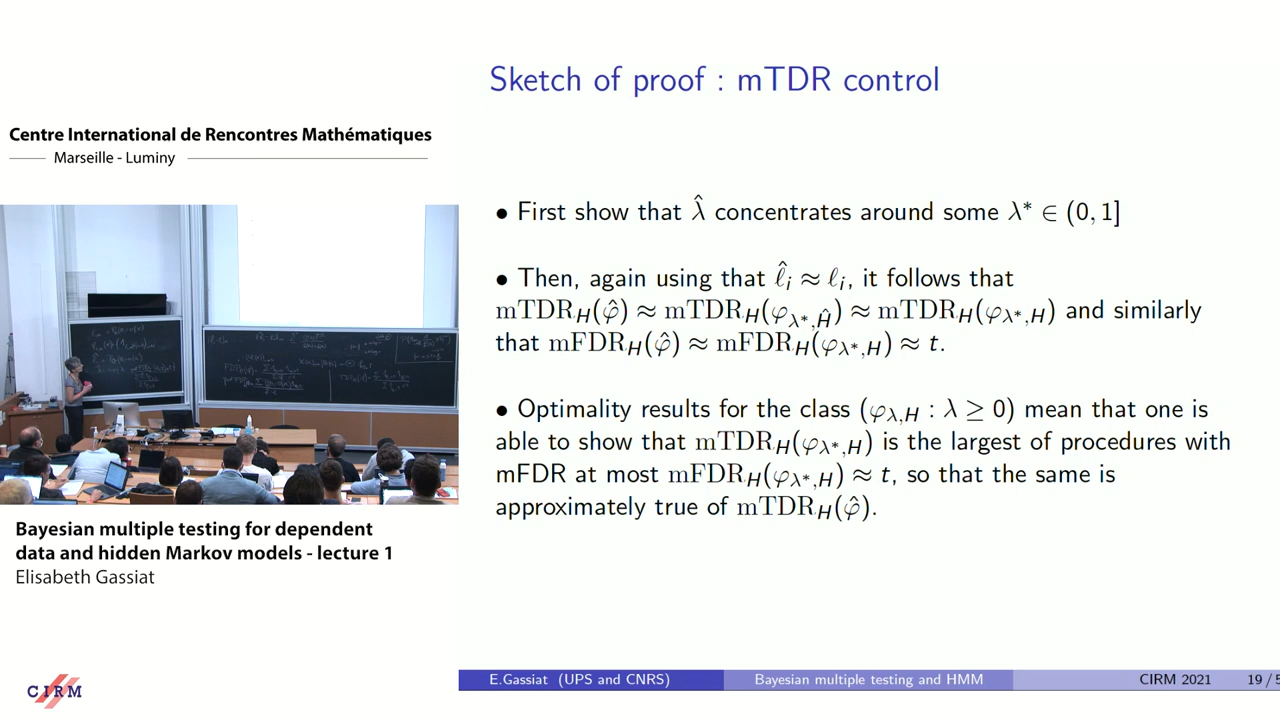 Sketch of proof : mTDR control
Centre International de Rencontres Mathématiques
Marseille - Luminy
• First show that λ̂ concentrates around some λ* ∈ (0, 1]
• Then, again using that ℓ̂ᵢ ≈ ℓᵢ, it follows that
mTDR_H(φ̂) ≈ mTDR_H(φ_{λ*,Ĥ}) ≈ mTDR_H(φ_{λ*,H}) and similarly
that mFDR_H(φ̂) ≈ mFDR_H(φ_{λ*,H}) ≈ t.
• Optimality results for the class (φ_{λ,H} : λ ≥ 0) mean that one is
able to show that mTDR_H(φ_{λ*,H}) is the largest of procedures with
mFDR at most mFDR_H(φ_{λ*,H}) ≈ t, so that the same is
approximately true of mTDR_H(φ̂).
Bayesian multiple testing for dependent
data and hidden Markov models - lecture 1
Elisabeth Gassiat
CIRM
E.Gassiat (UPS and CNRS)
Bayesian multiple testing and HMM
CIRM 2021
19 / 5